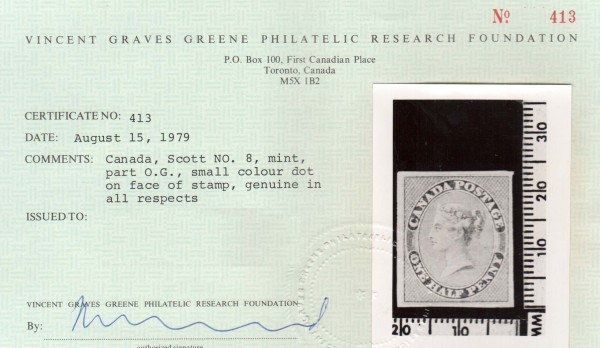 No 413
VINCENT GRAVES GREENE PHILATELIC RESEARCH FOUNDATION
P.O. Box 100, First Canadian Place
Toronto, Canada
M5X 1B2
CERTIFICATE NO: 413
DATE: August 15, 1979
COMMENTS: Canada, Scott NO. 8, mint,
part O.G., small colour dot
on face of stamp, genuine in
all respects
ISSUED TO:
CANADA POSTAGE
ONE HALF PENNY
30
20
10
MM
20 10
VINCENT GRAVES GREENE PHILATELIC RESEARCH FOUNDATION
By:
authorized signature